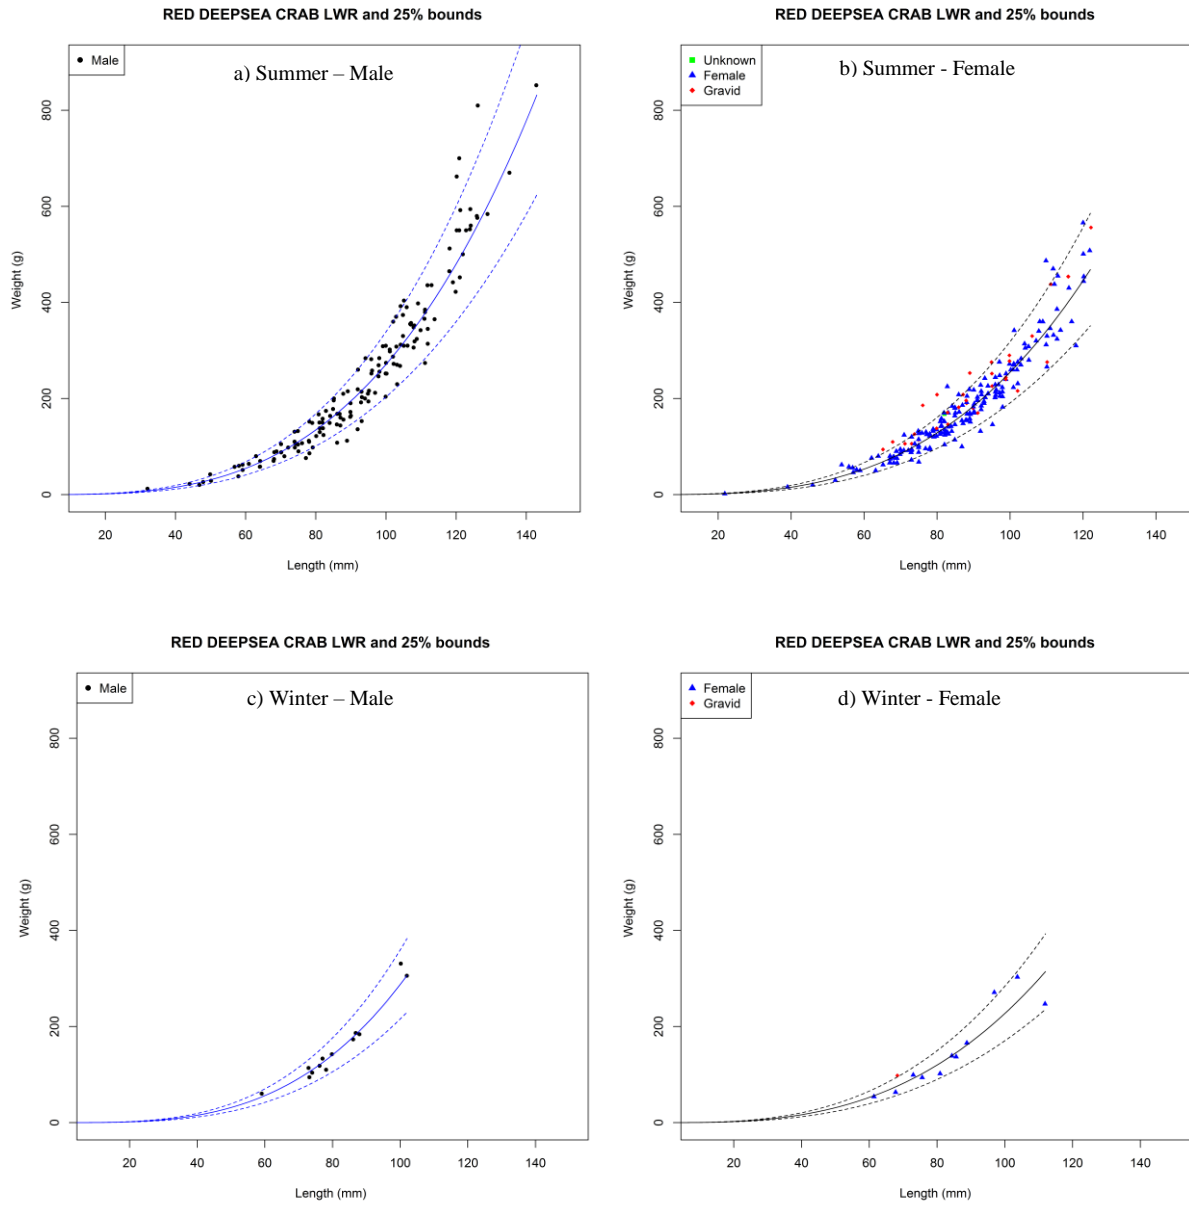 RED DEEPSEA CRAB LWR and 25% bounds
Male
a) Summer – Male
Weight (g)
0
200
400
600
800
20 40 60 80 100 120 140
Length (mm)
RED DEEPSEA CRAB LWR and 25% bounds
Unknown
Female
Gravid
b) Summer - Female
Weight (g)
0
200
400
600
800
20 40 60 80 100 120 140
Length (mm)
RED DEEPSEA CRAB LWR and 25% bounds
Male
c) Winter – Male
Weight (g)
0
200
400
600
800
20 40 60 80 100 120 140
Length (mm)
RED DEEPSEA CRAB LWR and 25% bounds
Female
Gravid
d) Winter - Female
Weight (g)
0
200
400
600
800
20 40 60 80 100 120 140
Length (mm)